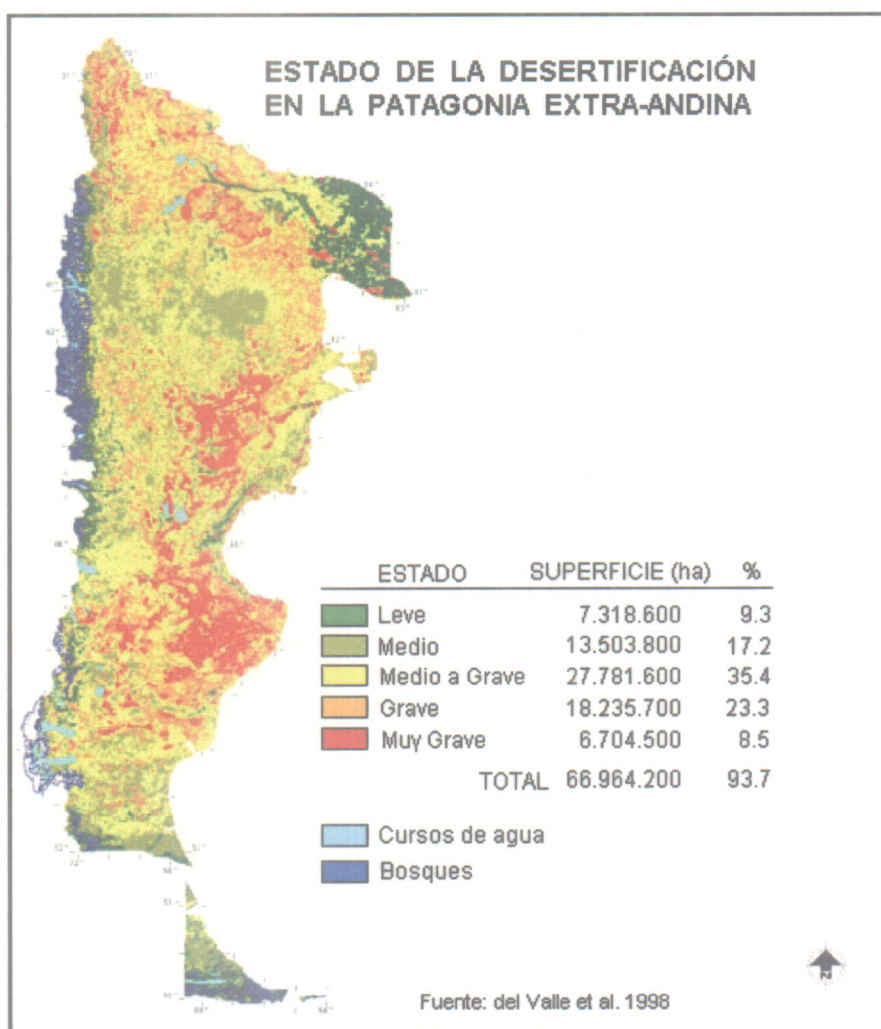 ESTADO DE LA DESERTIFICACIÓN
EN LA PATAGONIA EXTRA-ANDINA
ESTADO SUPERFICIE (ha) %
Leve 7.318.600 9.3
Medio 13.503.800 17.2
Medio a Grave 27.781.600 35.4
Grave 18.235.700 23.3
Muy Grave 6.704.500 8.5
TOTAL 66.964.200 93.7
Cursos de agua
Bosques
N
Fuente: del Valle et al. 1998